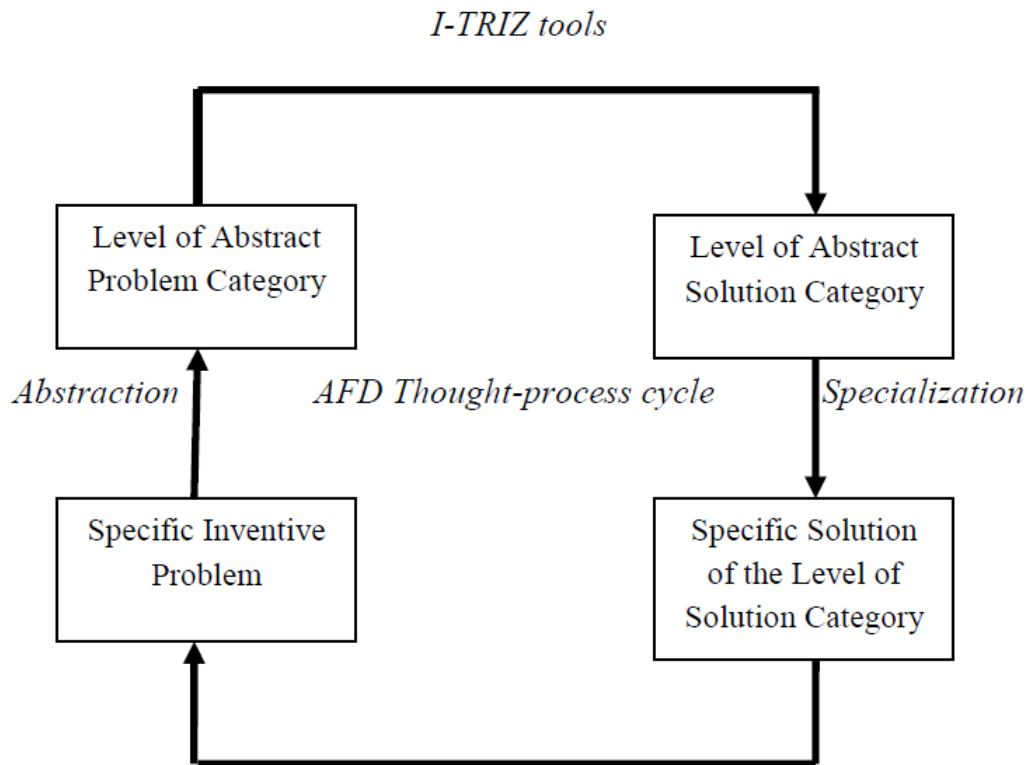 I-TRIZ tools
Level of Abstract
Problem Category
Level of Abstract
Solution Category
Abstraction
AFD Thought-process cycle
Specialization
Specific Inventive
Problem
Specific Solution
of the Level of
Solution Category